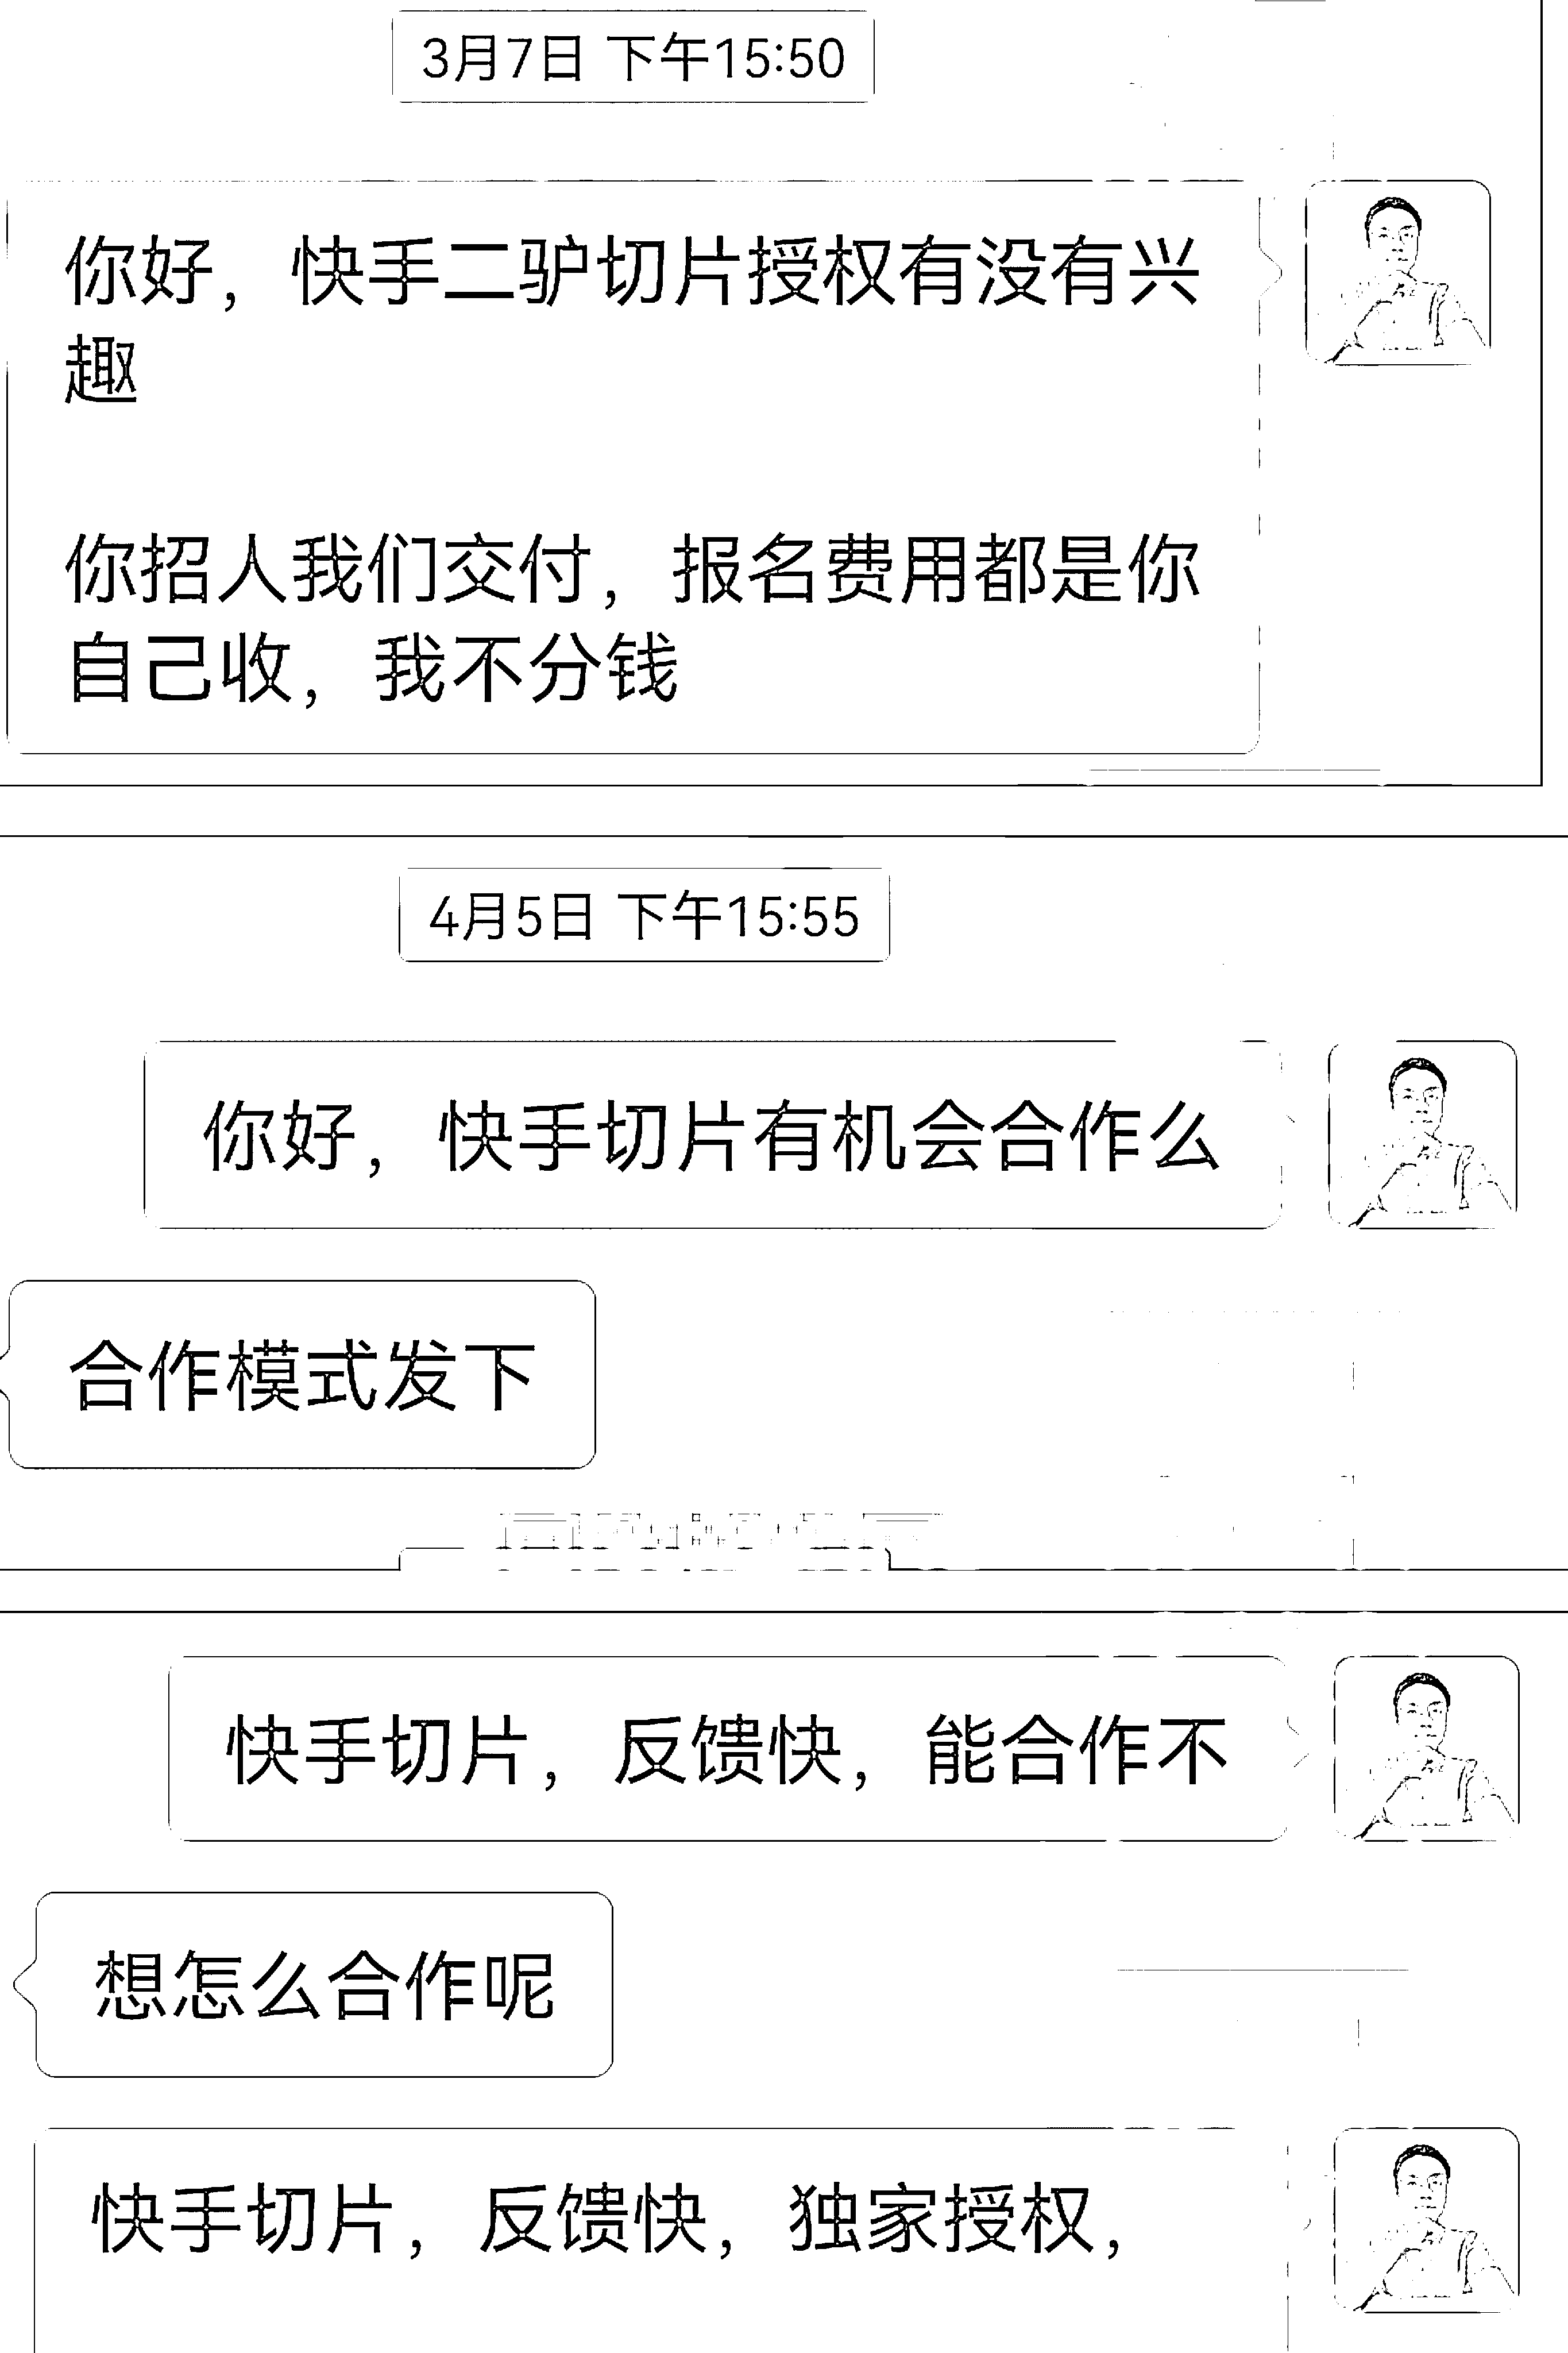 3月7日 下午15:50
你好，快手二驴切片授权有没有兴
趣
你招人我们交付，报名费用都是你
自己收，我不分钱
4月5日 下午15:55
你好，快手切片有机会合作么
合作模式发下
快手切片，反馈快，能合作不
想怎么合作呢
快手切片，反馈快，独家授权，